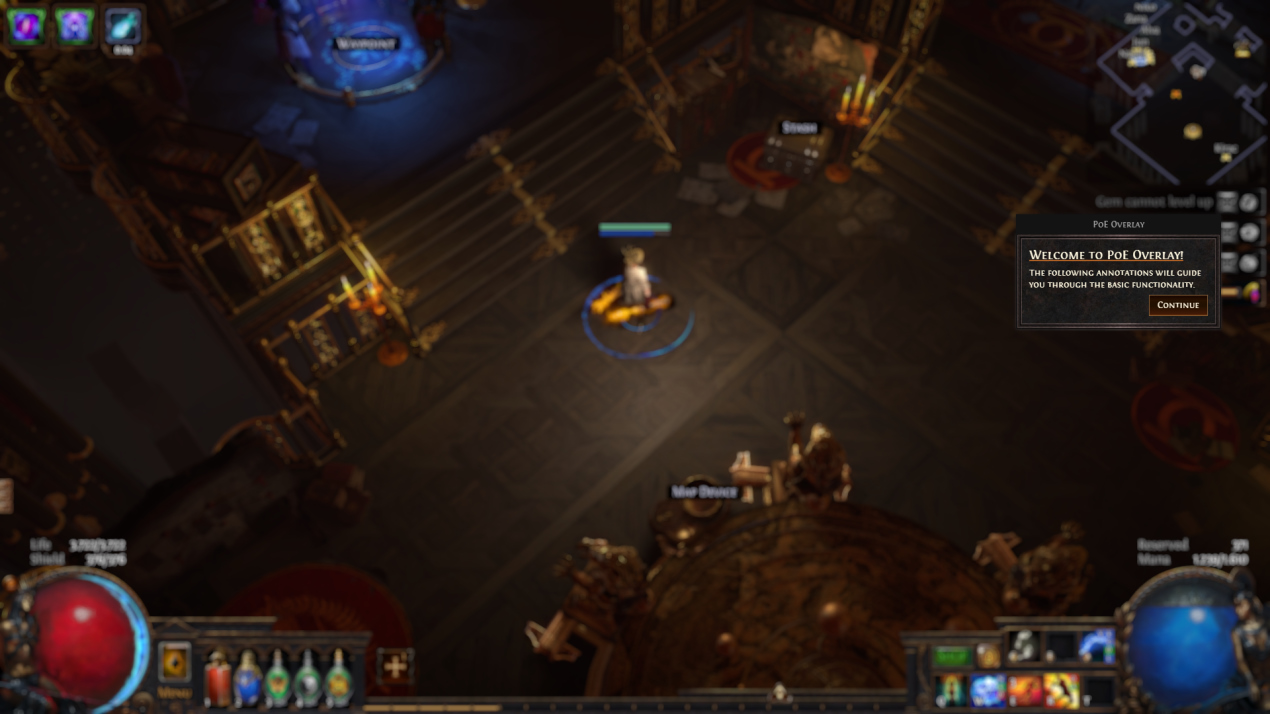 Waypoint
Stash
Gem cannot level up
PoE Overlay
Welcome to PoE Overlay!
The following annotations will guide
you through the basic functionality.
Continue
Map Device
Life
Shield
Reserved
Mana
Menu